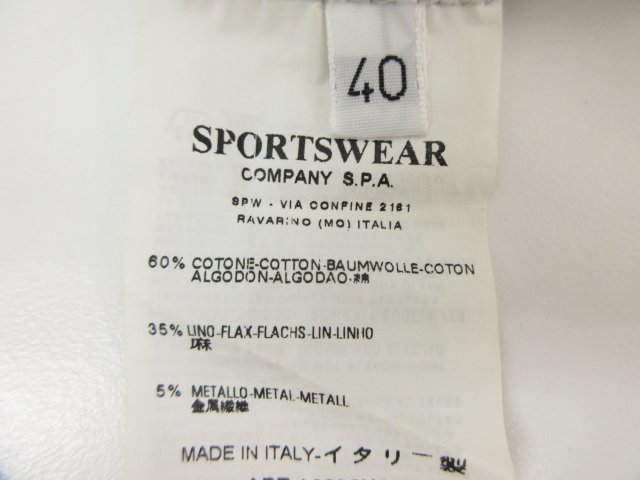 40
SPORTSWEAR
COMPANY S.P.A.
SPW - VIA CONFINE 2161
RAVARINO (MO) ITALIA
60% COTONE-COTTON-BAUMWOLLE-COTON
ALGODON-ALGODAO-綿
35% LINO-FLAX-FLACHS-LIN-LINHO
麻
5% METALLO-METAL-METALL
金属繊維
MADE IN ITALY-イタリー製